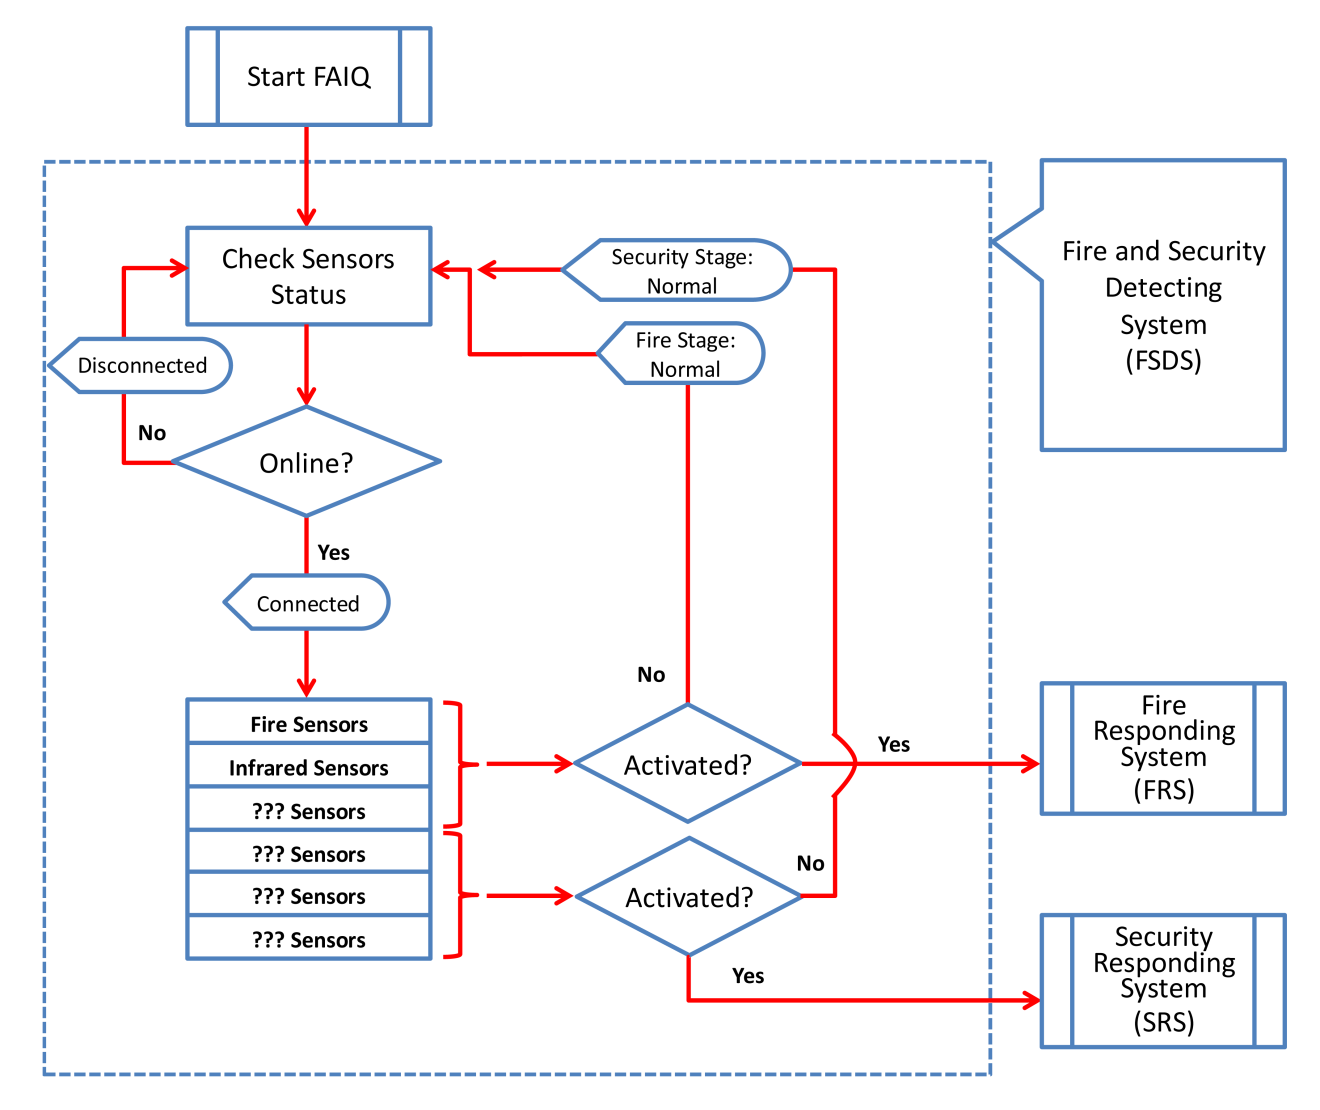 Start FAIQ
Check Sensors
Status
Security Stage:
Normal
Fire Stage:
Normal
Fire and Security
Detecting
System
(FSDS)
Disconnected
No
Online?
Yes
Connected
No
Fire Sensors
Infrared Sensors
??? Sensors
??? Sensors
??? Sensors
??? Sensors
Activated?
Yes
Fire
Responding
System
(FRS)
No
Activated?
Yes
Security
Responding
System
(SRS)